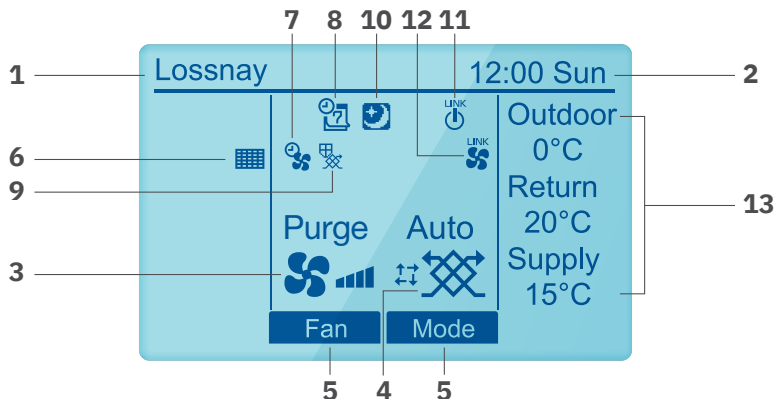 7 8 10 12 11
1 Lossnay 12:00 Sun 2
LINK
7
Outdoor
LINK
6 0°C
9 Return
20°C 13
Purge Auto
Supply
3 15°C
Fan Mode
5 4 5